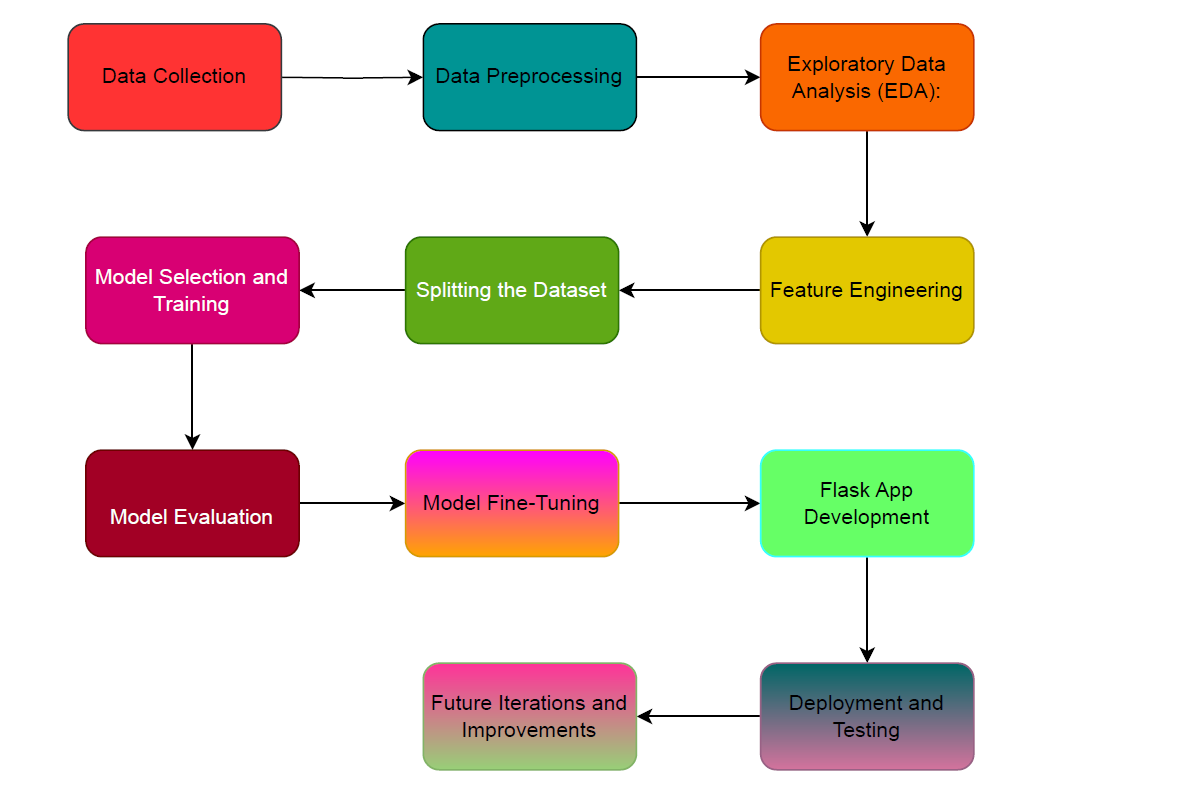 Data Collection
Data Preprocessing
Exploratory Data
Analysis (EDA):
Model Selection and
Training
Splitting the Dataset
Feature Engineering
Model Evaluation
Model Fine-Tuning
Flask App
Development
Future Iterations and
Improvements
Deployment and
Testing